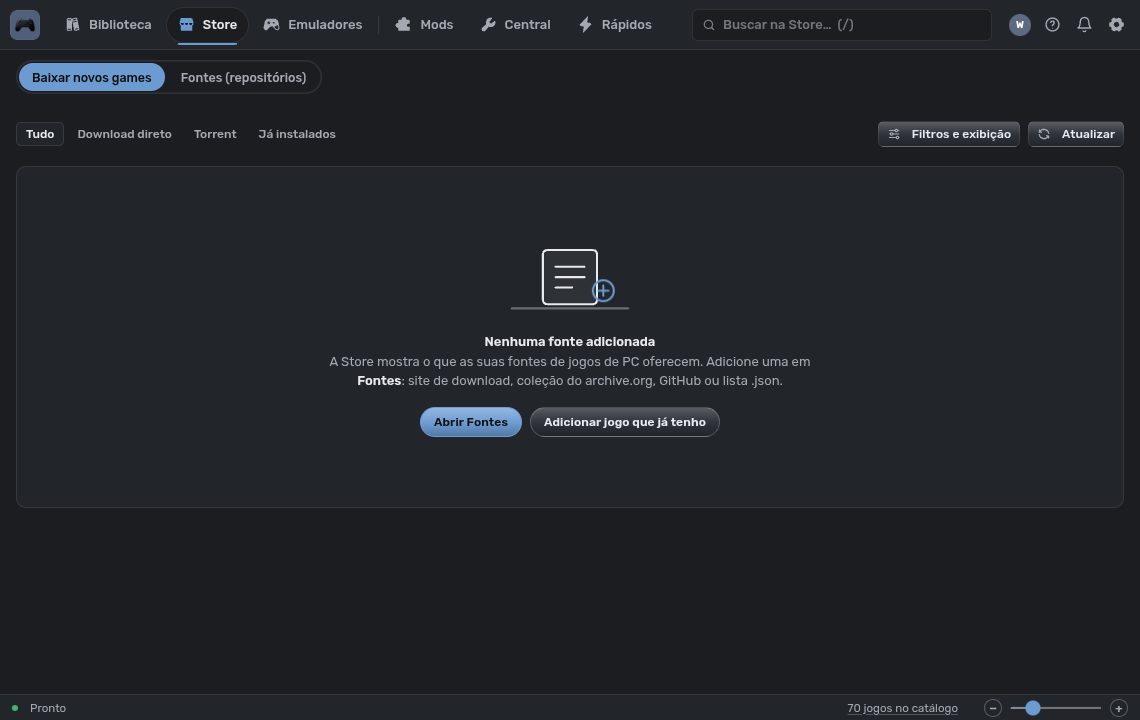 Biblioteca
Store
Emuladores
Mods
Central
Rápidos
Buscar na Store... (/)
W
Baixar novos games
Fontes (repositórios)
Tudo
Download direto
Torrent
Já instalados
Filtros e exibição
Atualizar
Nenhuma fonte adicionada
A Store mostra o que as suas fontes de jogos de PC oferecem. Adicione uma em
Fontes: site de download, coleção do archive.org, GitHub ou lista .json.
Abrir Fontes
Adicionar jogo que já tenho
Pronto
70 jogos no catálogo